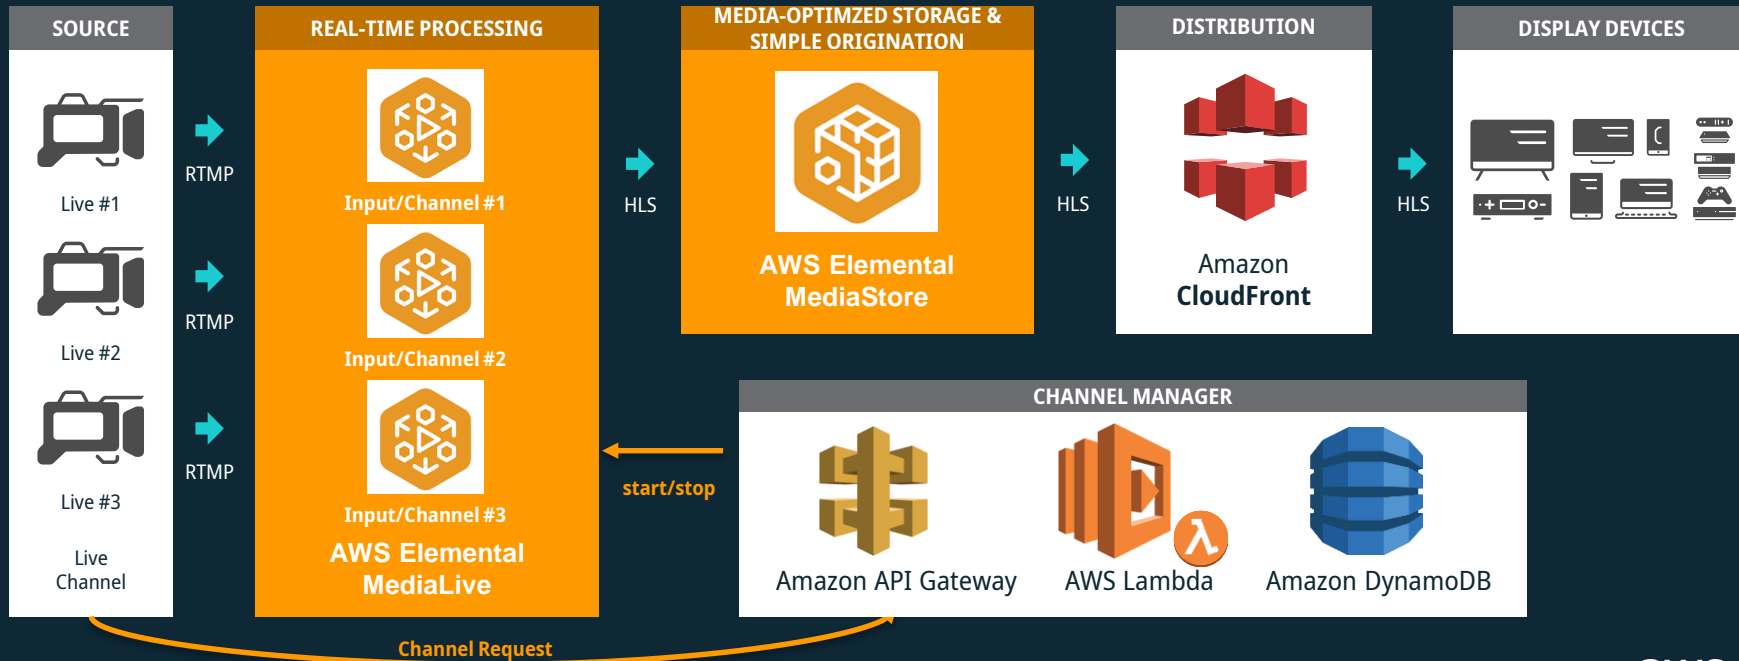 SOURCE
Live #1
Live #2
Live #3
Live
Channel
RTMP
RTMP
RTMP
REAL-TIME PROCESSING
Input/Channel #1
Input/Channel #2
Input/Channel #3
AWS Elemental
MediaLive
HLS
MEDIA-OPTIMZED STORAGE &
SIMPLE ORIGINATION
AWS Elemental
MediaStore
HLS
DISTRIBUTION
Amazon
CloudFront
HLS
DISPLAY DEVICES
start/stop
CHANNEL MANAGER
Amazon API Gateway
AWS Lambda
Amazon DynamoDB
Channel Request